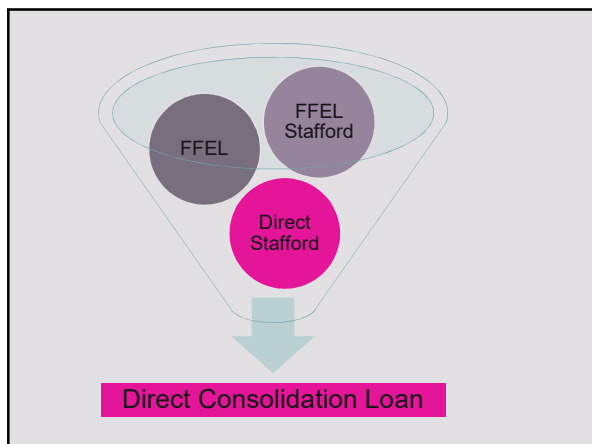 FFEL
FFEL
Stafford
Direct
Stafford
Direct Consolidation Loan